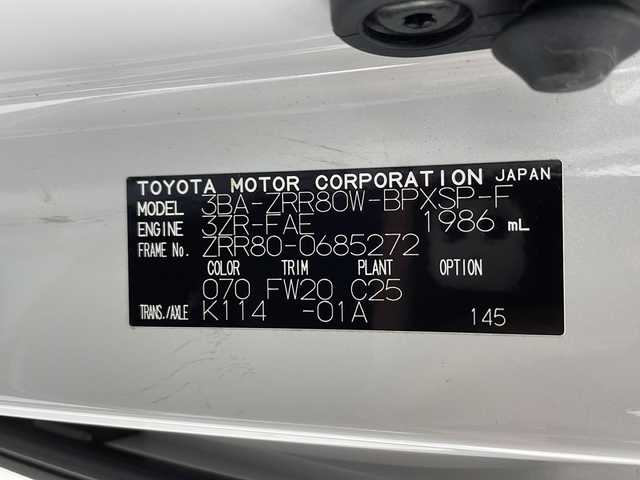 TOYOTA MOTOR CORPORATION JAPAN
MODEL 3BA-ZRR80W-BPXSP-F
ENGINE 3ZR-FAE 1986 mL
FRAME No. ZRR80-0685272
COLOR TRIM PLANT OPTION
070 FW20 C25
TRANS./AXLE K114 -01A 145